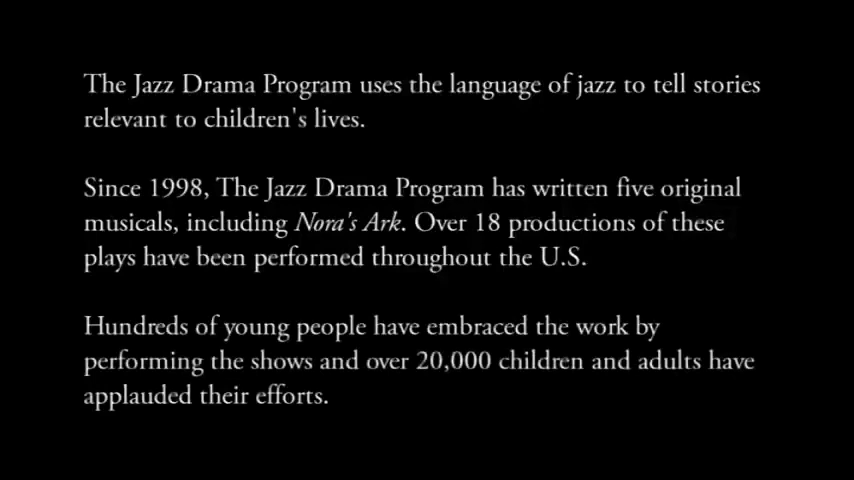 The Jazz Drama Program uses the language of jazz to tell stories
relevant to children's lives.
Since 1998, The Jazz Drama Program has written five original
musicals, including Nora's Ark. Over 18 productions of these
plays have been performed throughout the U.S.
Hundreds of young people have embraced the work by
performing the shows and over 20,000 children and adults have
applauded their efforts.